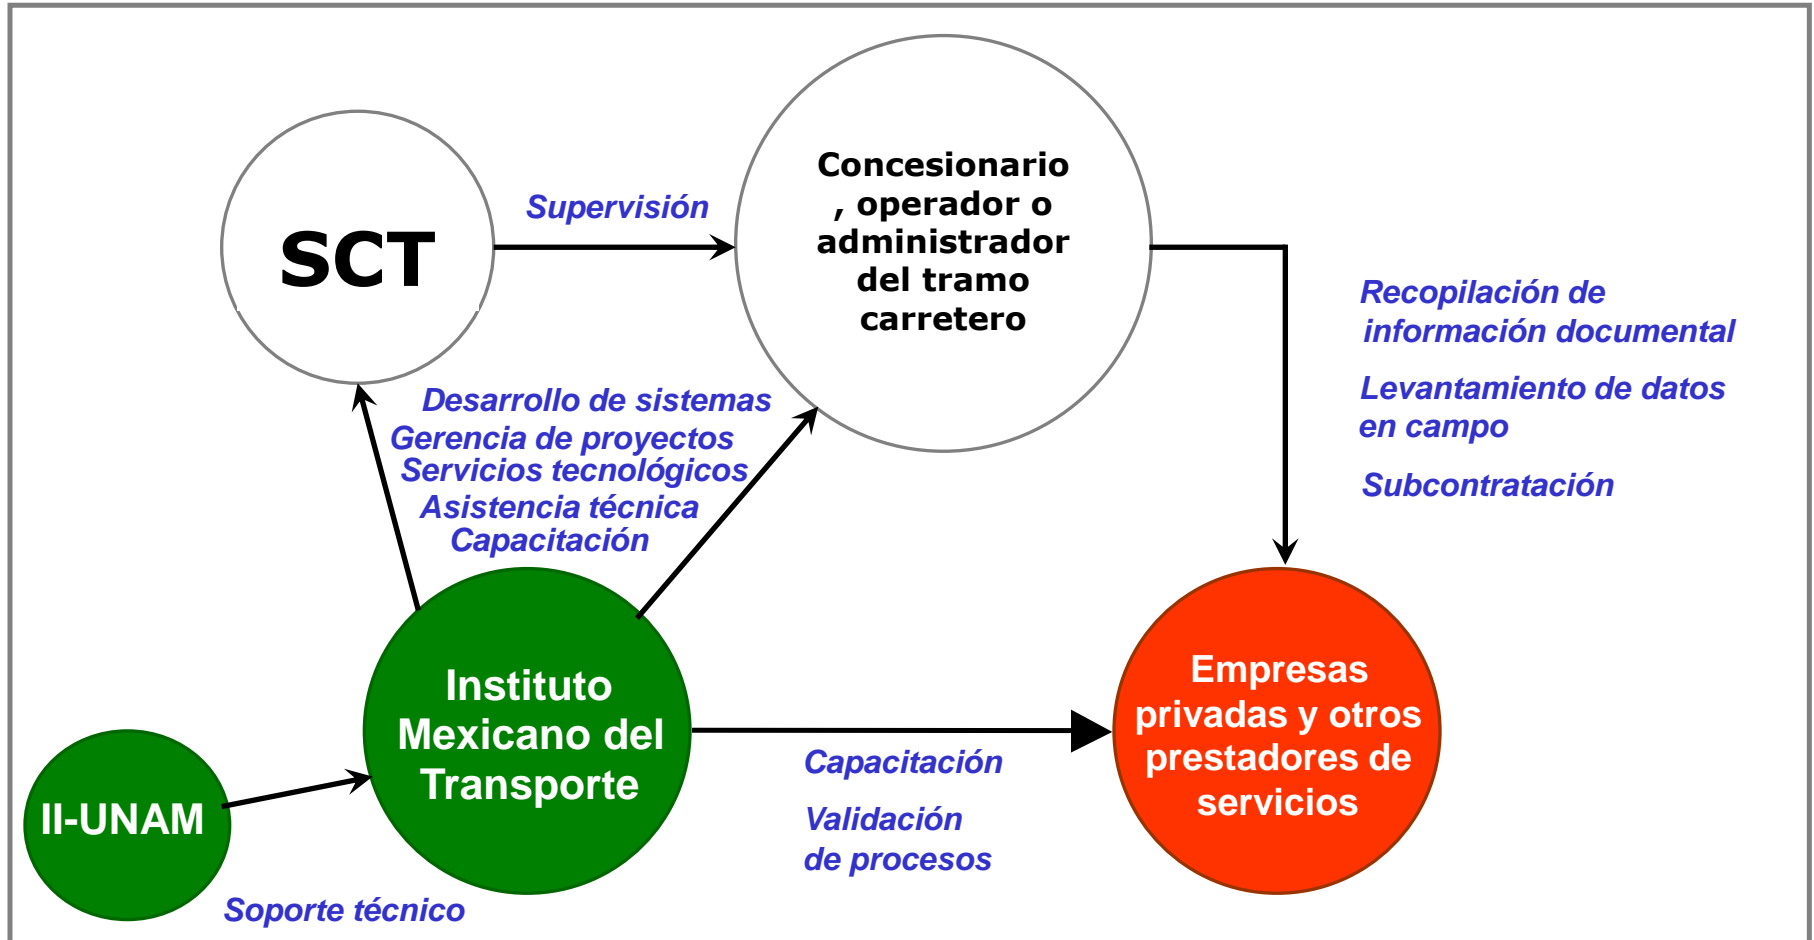 SCT
Supervisión
Concesionario
, operador o
administrador
del tramo
carretero
Recopilación de
información documental
Levantamiento de datos
en campo
Subcontratación
Desarrollo de sistemas
Gerencia de proyectos
Servicios tecnológicos
Asistencia técnica
Capacitación
Instituto
Mexicano del
Transporte
II-UNAM
Soporte técnico
Capacitación
Validación
de procesos
Empresas
privadas y otros
prestadores de
servicios